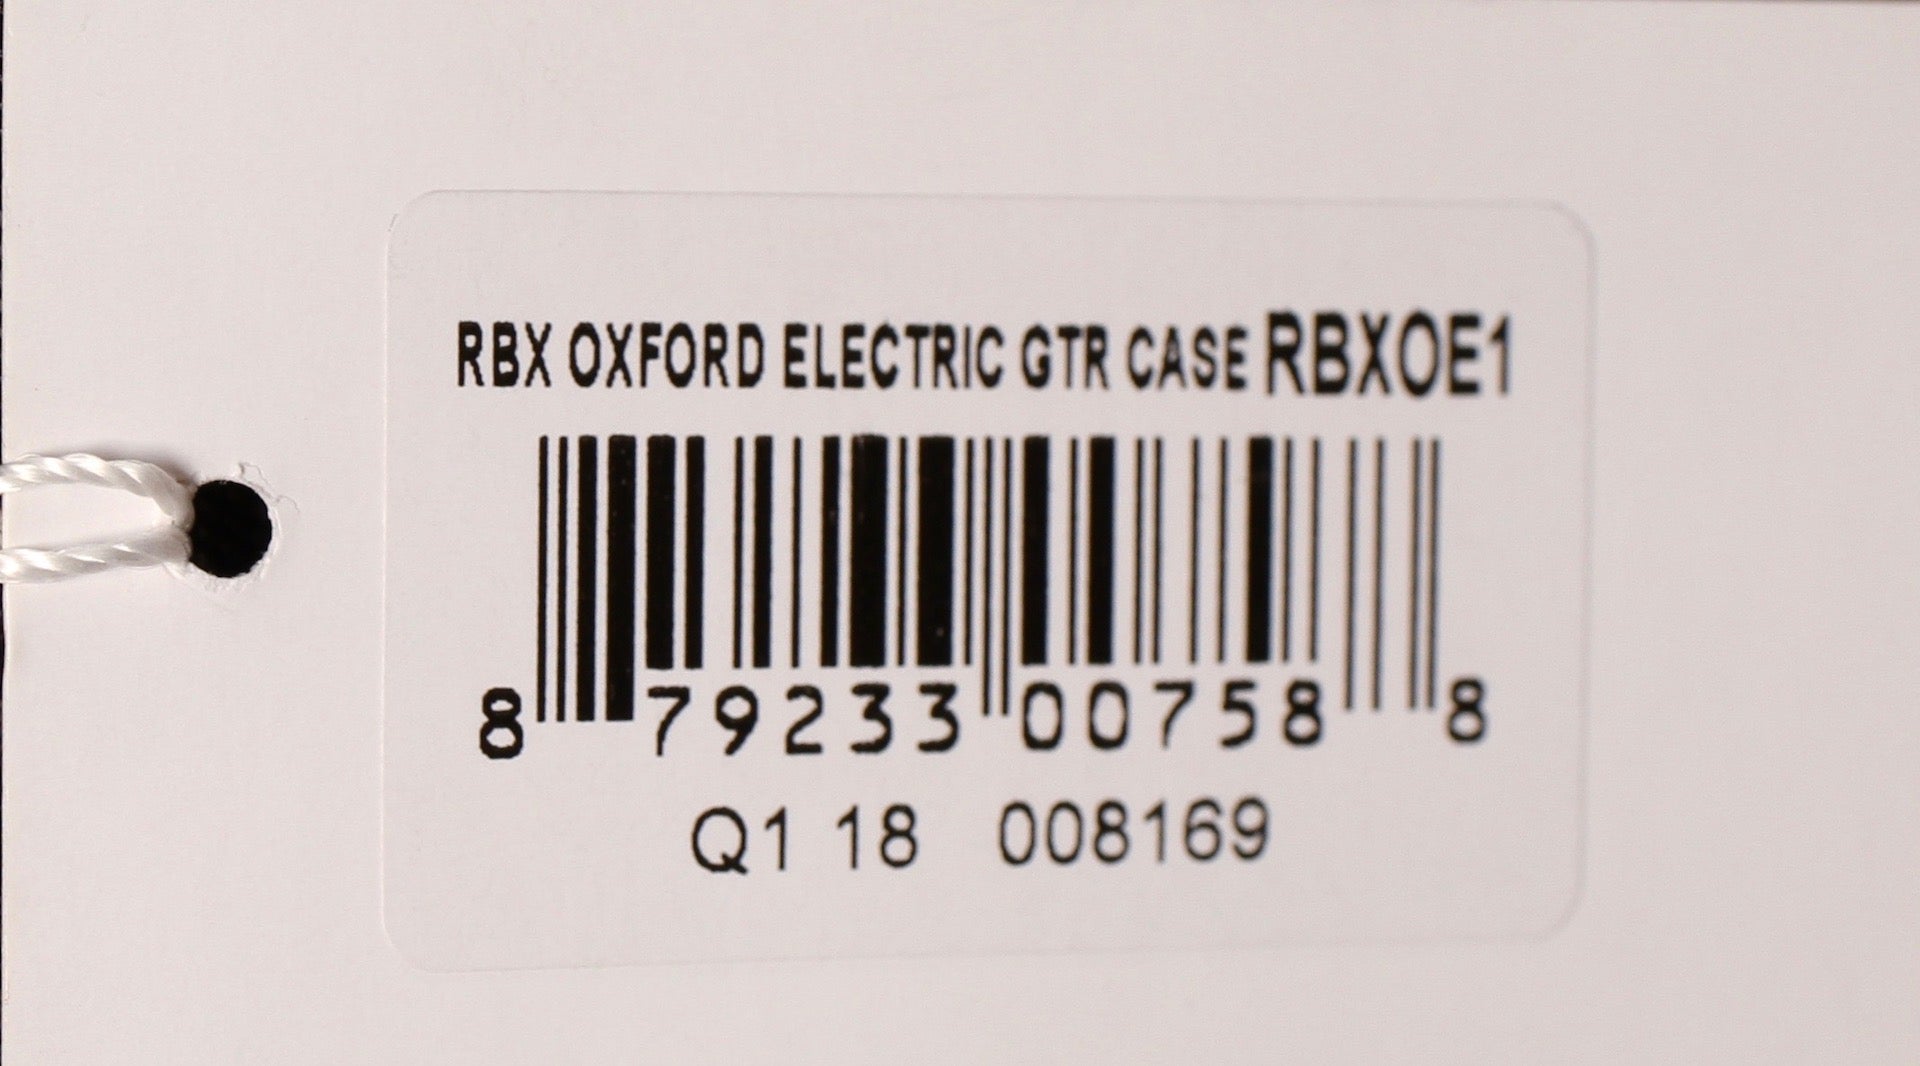 RBX OXFORD ELECTRIC GTR CASE RBXOE1
8 79233 00758 8
Q1 18 008169